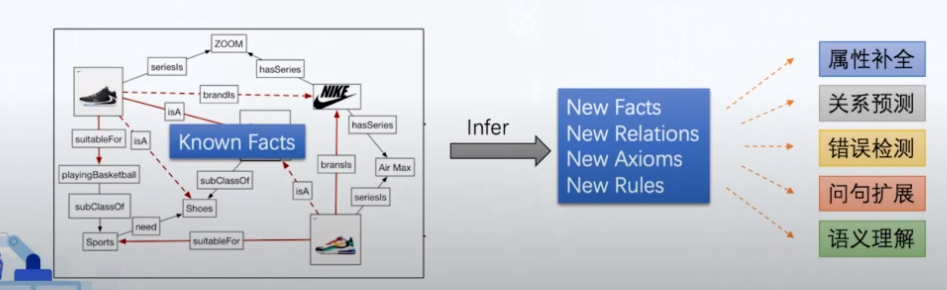 ZOOM
seriesIs
hasSeries
brandIs
NIKE
isA
hasSeries
suitableFor
isA
Known Facts
bransIs
Air Max
playingBasketball
subClassOf
isA
seriesIs
subClassOf
Shoes
need
Sports
suitableFor
Infer
New Facts
New Relations
New Axioms
New Rules
属性补全
关系预测
错误检测
问句扩展
语义理解